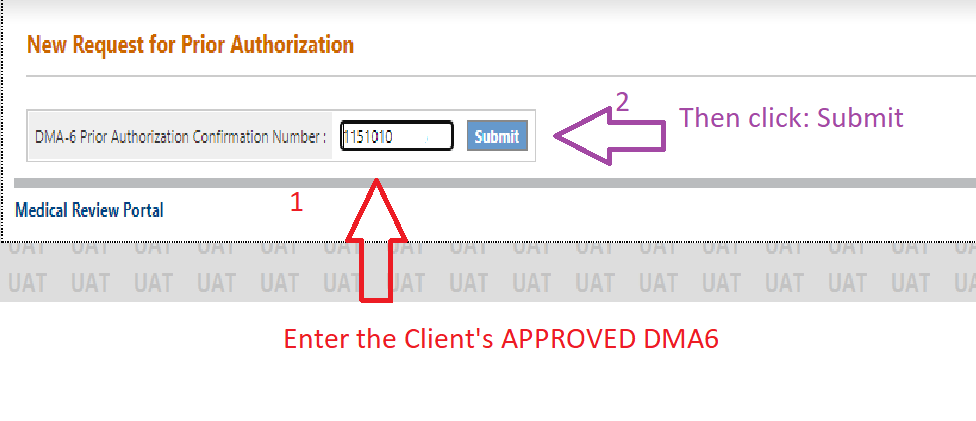 New Request for Prior Authorization
DMA-6 Prior Authorization Confirmation Number : 1151010 Submit
2
Then click: Submit
Medical Review Portal
1
UAT UAT UAT UAT UAT UAT UAT UAT UAT UAT UAT UAT UAT UAT UAT
UAT UAT UAT UAT UAT UAT UAT UAT UAT UAT UAT UAT UAT UAT UAT
Enter the Client's APPROVED DMA6